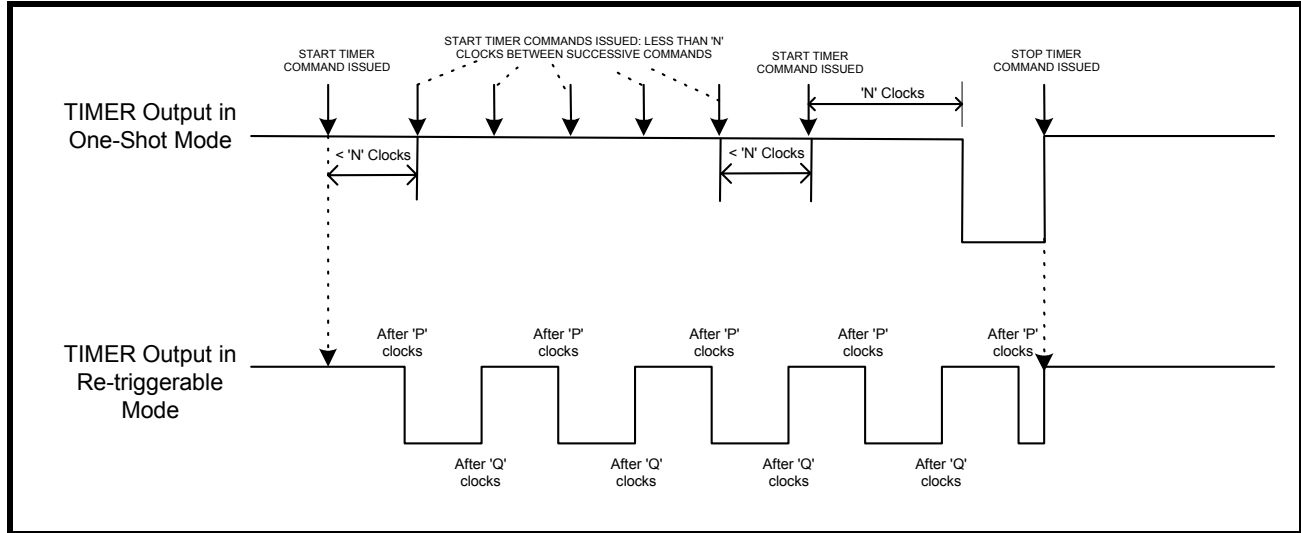 START TIMER
COMMAND ISSUED
START TIMER COMMANDS ISSUED: LESS THAN 'N'
CLOCKS BETWEEN SUCCESSIVE COMMANDS
START TIMER
COMMAND ISSUED
STOP TIMER
COMMAND ISSUED
TIMER Output in
One-Shot Mode
'N' Clocks
< 'N' Clocks
< 'N' Clocks
TIMER Output in
Re-triggerable
Mode
After 'P'
clocks
After 'P'
clocks
After 'P'
clocks
After 'P'
clocks
After 'P'
clocks
After 'Q'
clocks
After 'Q'
clocks
After 'Q'
clocks
After 'Q'
clocks